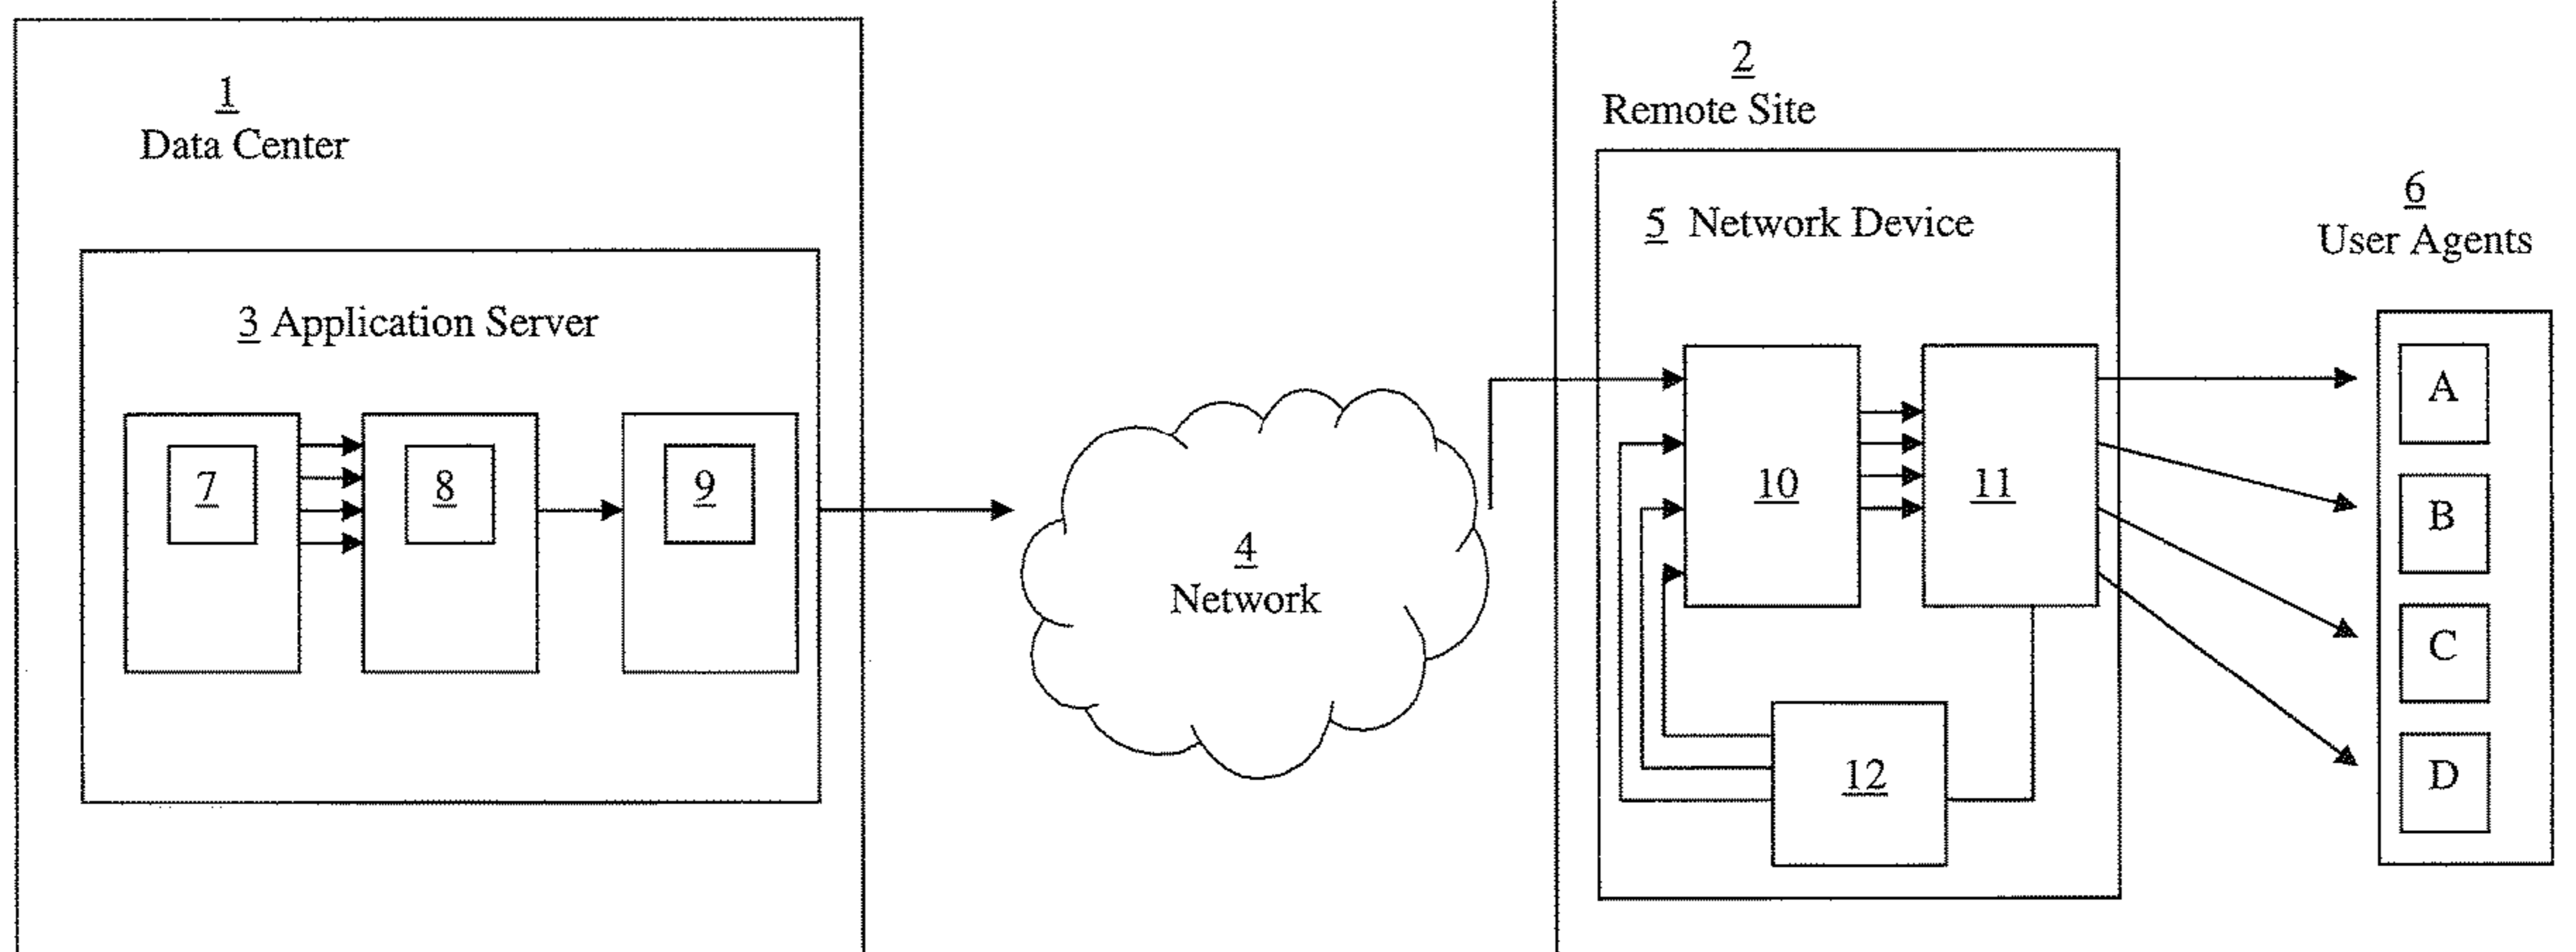 1
Data Center
3 Application Server
7
8
9
4
Network
2
Remote Site
5 Network Device
10
11
12
6
User Agents
A
B
C
D